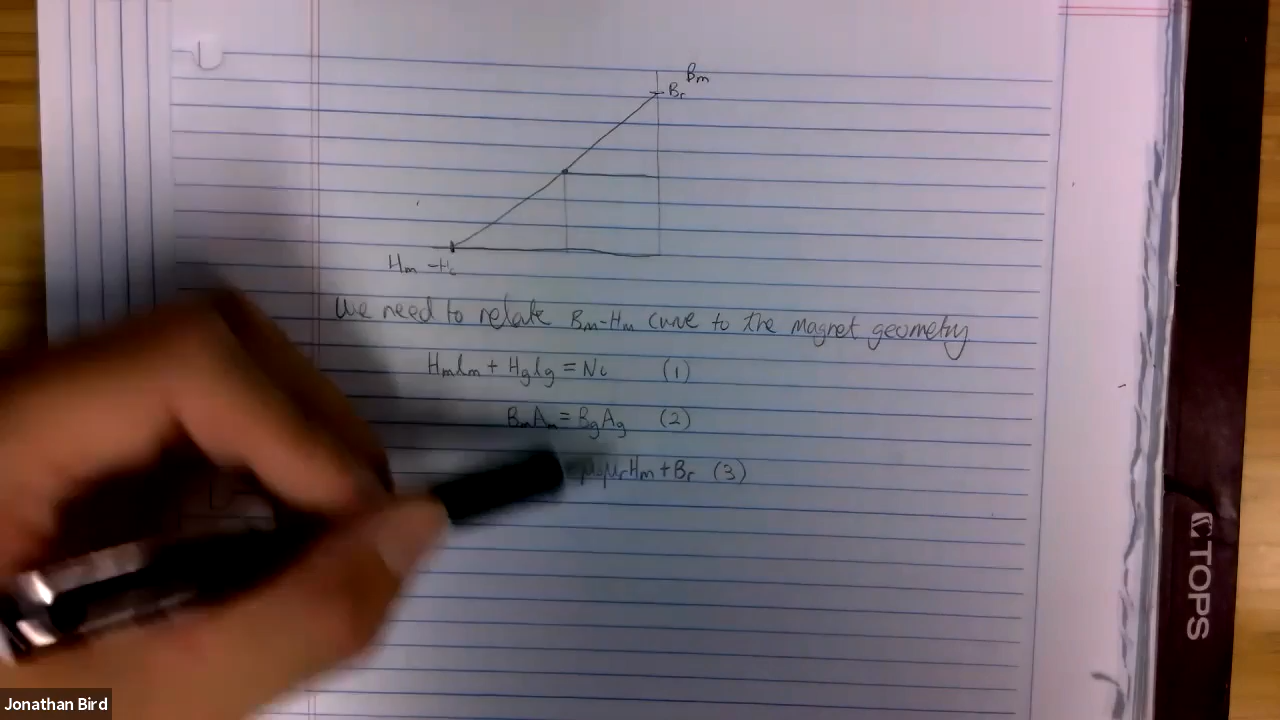 Bm
Br
Hm -Hc
We need to relate Bm-Hm curve to the magnet geometry
Hmlm + Hglg = Ni (1)
BmAm = BgAg (2)
μ₀μrHm + Br (3)
TOPS
Jonathan Bird